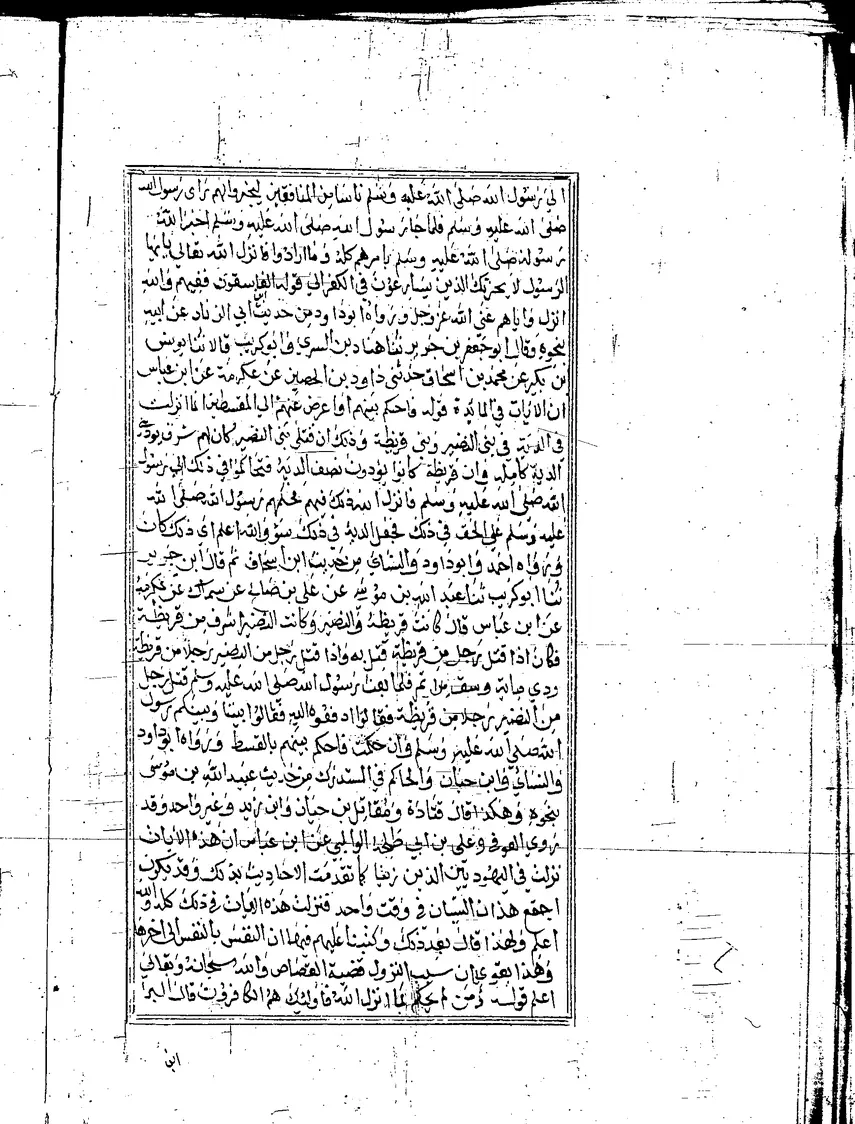 الى رسول الله صلى الله عليه وسلم ناسا من المنافقين ليخبروا لهم راى رسول الله
صلى الله عليه وسلم فلما جا رسول الله صلى الله عليه وسلم اخبر الله
رسوله صلى الله عليه وسلم بامرهم كله وما ارادوا فانزل الله تعالى يا ايها
الرسول لا يحزنك الذين يسارعون في الكفر الى قوله الفاسقون ففيهم والله
انزل واياهم عنى الله عز وجل ورواه ابو داود من حديث ابن ابي الزناد عن ابيه
بنحوه وقال ابو جعفر بن جرير ثنا هناد بن السري وابو كريب قالا ثنا يونس
بن بكير عن محمد بن اسحاق حدثني داود بن الحصين عن عكرمة عن ابن عباس
ان الايات في المائدة قوله فاحكم بينهم او اعرض عنهم الى المقسطين انما انزلت
في الدية في بني النضير وبني قريظة وذلك ان قتلى بني النضير كان لهم شرف تودى
الدية كاملة وان قريظة كانوا يودون نصف الدية فتحاكموا في ذلك الى رسول
الله صلى الله عليه وسلم فانزل الله ذلك فيهم فحملهم رسول الله صلى الله
عليه وسلم على الحق في ذلك فجعل الدية في ذلك سوا والله اعلم اي ذلك كان
ورواه احمد وابو داود والنساي من حديث ابن اسحاق ثم قال ابن جرير
ثنا ابو كريب ثنا عبيد الله بن موسى عن علي بن صالح عن سماك عن عكرمة
عن ابن عباس قال كانت قريظة والنضير وكانت النضير اشرف من قريظة
فكان اذا قتل رجل من قريظة قتل به واذا قتل رجل من النضير رجلا من قريظة
ودي مائة وسق من تمر فلما بعث رسول الله صلى الله عليه وسلم قتل رجل
من النضير رجلا من قريظة فقالوا ادفعوه اليه فقالوا بيننا وبينكم رسول
الله صلى الله عليه وسلم وان حكمت فاحكم بينهم بالقسط ورواه ابو داود
والنسائي وابن حبان والحاكم في المستدرك من حديث عبيد الله بن موسى
بنحوه وهكذا قال قتادة ومقاتل بن حيان وابن زيد وغير واحد وقد
روى العوفي وعلي بن ابي طلحة الوالبي عن ابن عباس ان هذه الايات
نزلت في اليهوديين الذين زنيا كما تقدمت الاحاديث بذلك وقد يكون
اجتمع هذان السببان في وقت واحد فنزلت هذه الايات في ذلك كله والله
اعلم ولهذا قال بعد ذلك وكتبنا عليهم فيها ان النفس بالنفس الى اخرها
وهذا يقوي ان سبب النزول قضية القصاص والله سبحانه وتعالى
اعلم قوله ومن لم يحكم بما انزل الله فاولئك هم الكافرون قال البرا
ابن